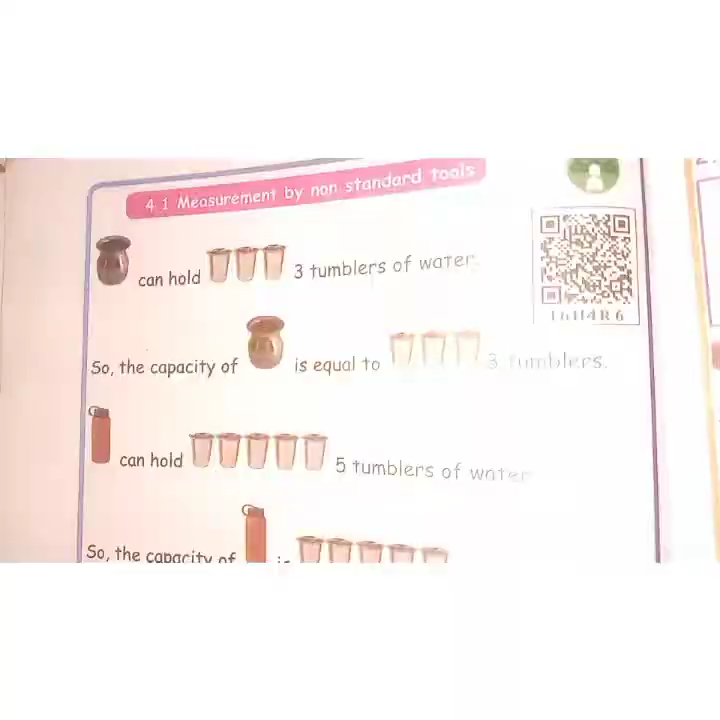 4.1 Measurement by non standard tools
can hold 3 tumblers of water.
So, the capacity of is equal to 3 tumblers.
can hold 5 tumblers of water
So, the capacity of is